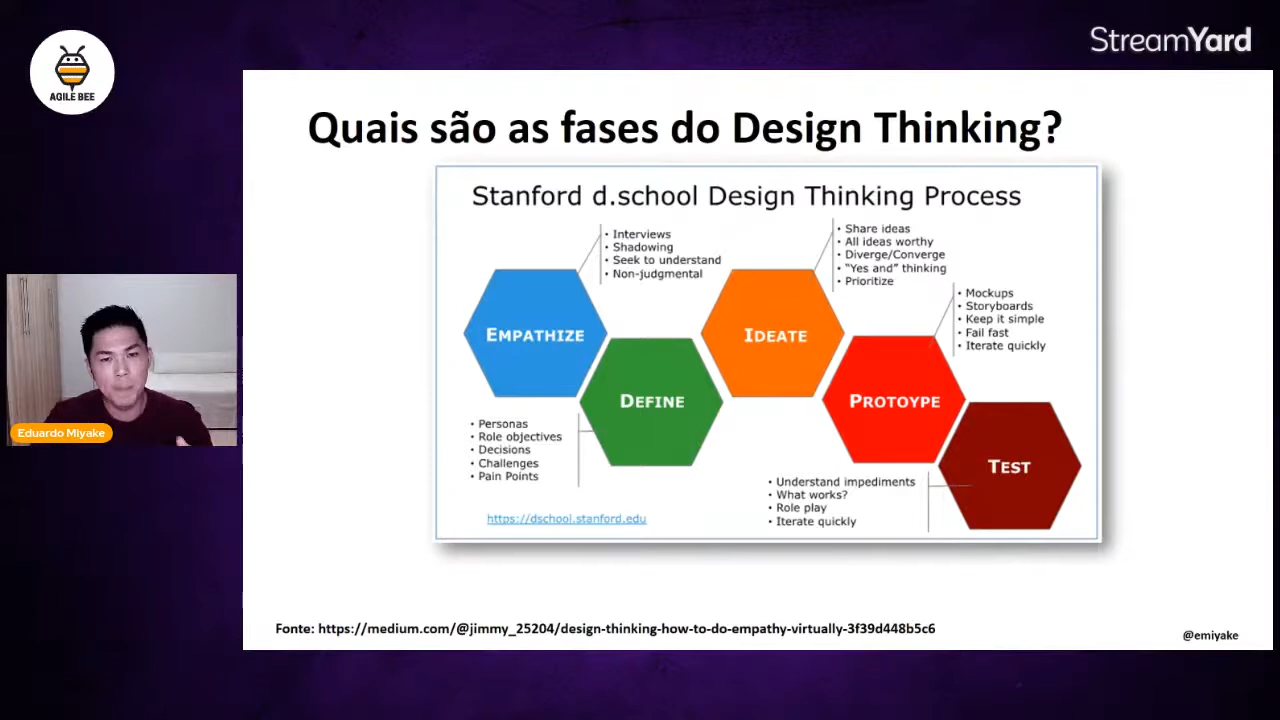 AGILE BEE
StreamYard
Quais são as fases do Design Thinking?
Stanford d.school Design Thinking Process
• Interviews
• Shadowing
• Seek to understand
• Non-judgmental
• Share ideas
• All ideas worthy
• Diverge/Converge
• “Yes and” thinking
• Prioritize
• Mockups
• Storyboards
• Keep it simple
• Fail fast
• Iterate quickly
EMPATHIZE
IDEATE
DEFINE
PROTOYPE
TEST
• Personas
• Role objectives
• Decisions
• Challenges
• Pain Points
• Understand impediments
• What works?
• Role play
• Iterate quickly
https://dschool.stanford.edu
Eduardo Miyake
Fonte: https://medium.com/@jimmy_25204/design-thinking-how-to-do-empathy-virtually-3f39d448b5c6
@emiyake